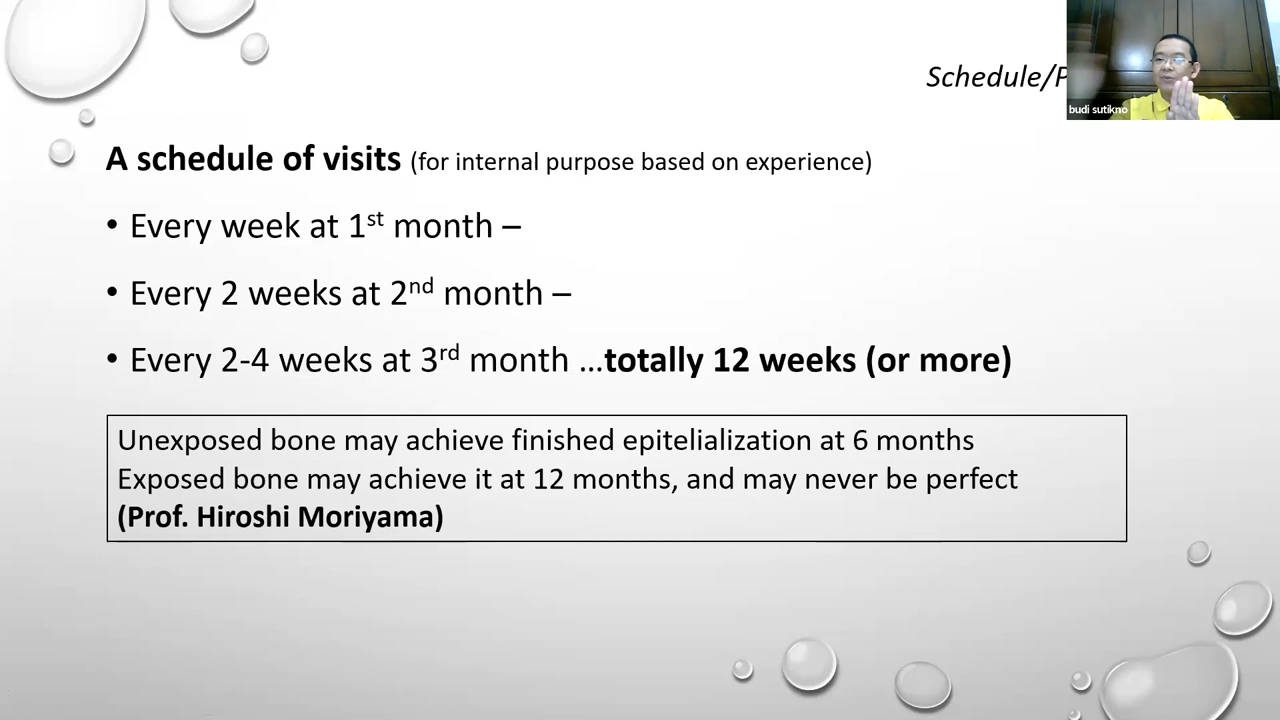 Schedule/P
budi sutikno
A schedule of visits (for internal purpose based on experience)
• Every week at 1st month –
• Every 2 weeks at 2nd month –
• Every 2-4 weeks at 3rd month …totally 12 weeks (or more)
Unexposed bone may achieve finished epitelialization at 6 months
Exposed bone may achieve it at 12 months, and may never be perfect
(Prof. Hiroshi Moriyama)